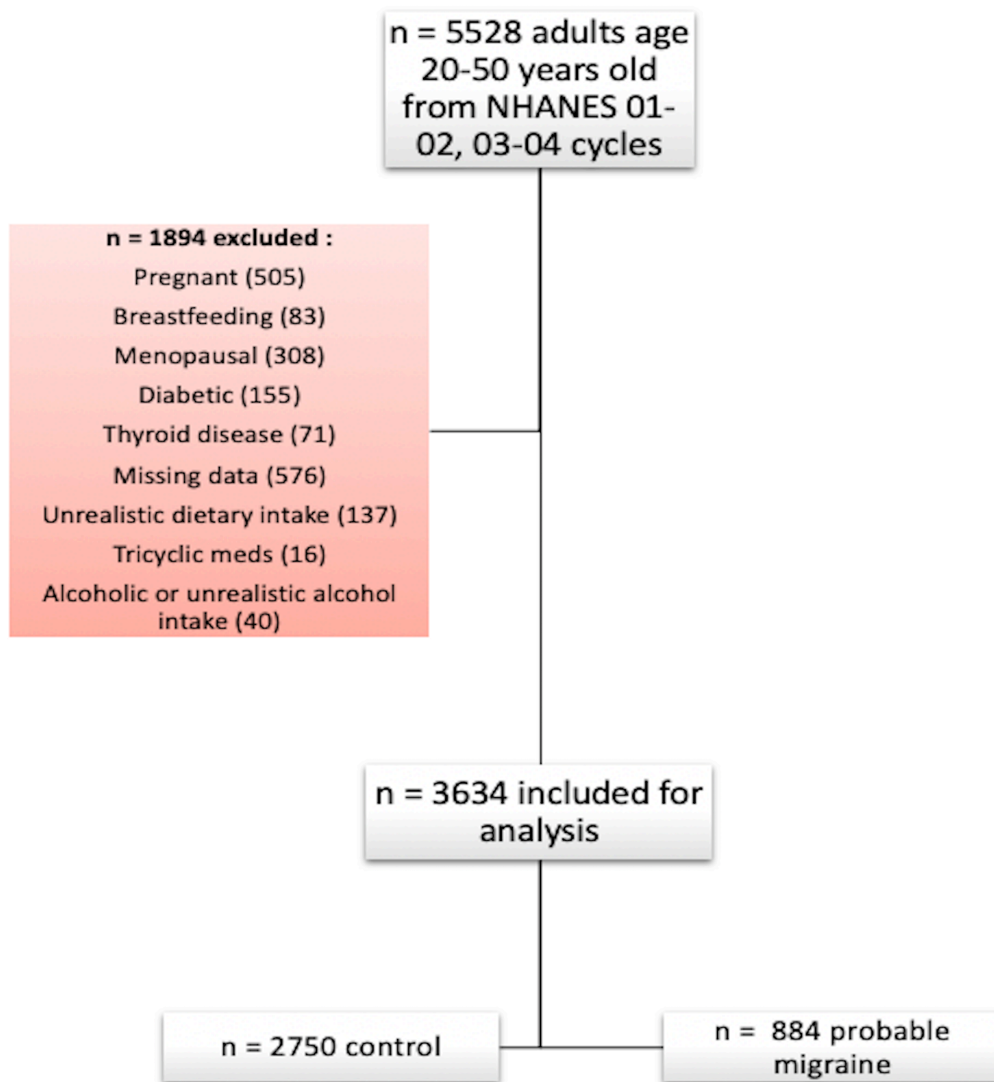 n = 5528 adults age
20-50 years old
from NHANES 01-
02, 03-04 cycles
n = 1894 excluded :
Pregnant (505)
Breastfeeding (83)
Menopausal (308)
Diabetic (155)
Thyroid disease (71)
Missing data (576)
Unrealistic dietary intake (137)
Tricyclic meds (16)
Alcoholic or unrealistic alcohol
intake (40)
n = 3634 included for
analysis
n = 2750 control
n =  884 probable
migraine